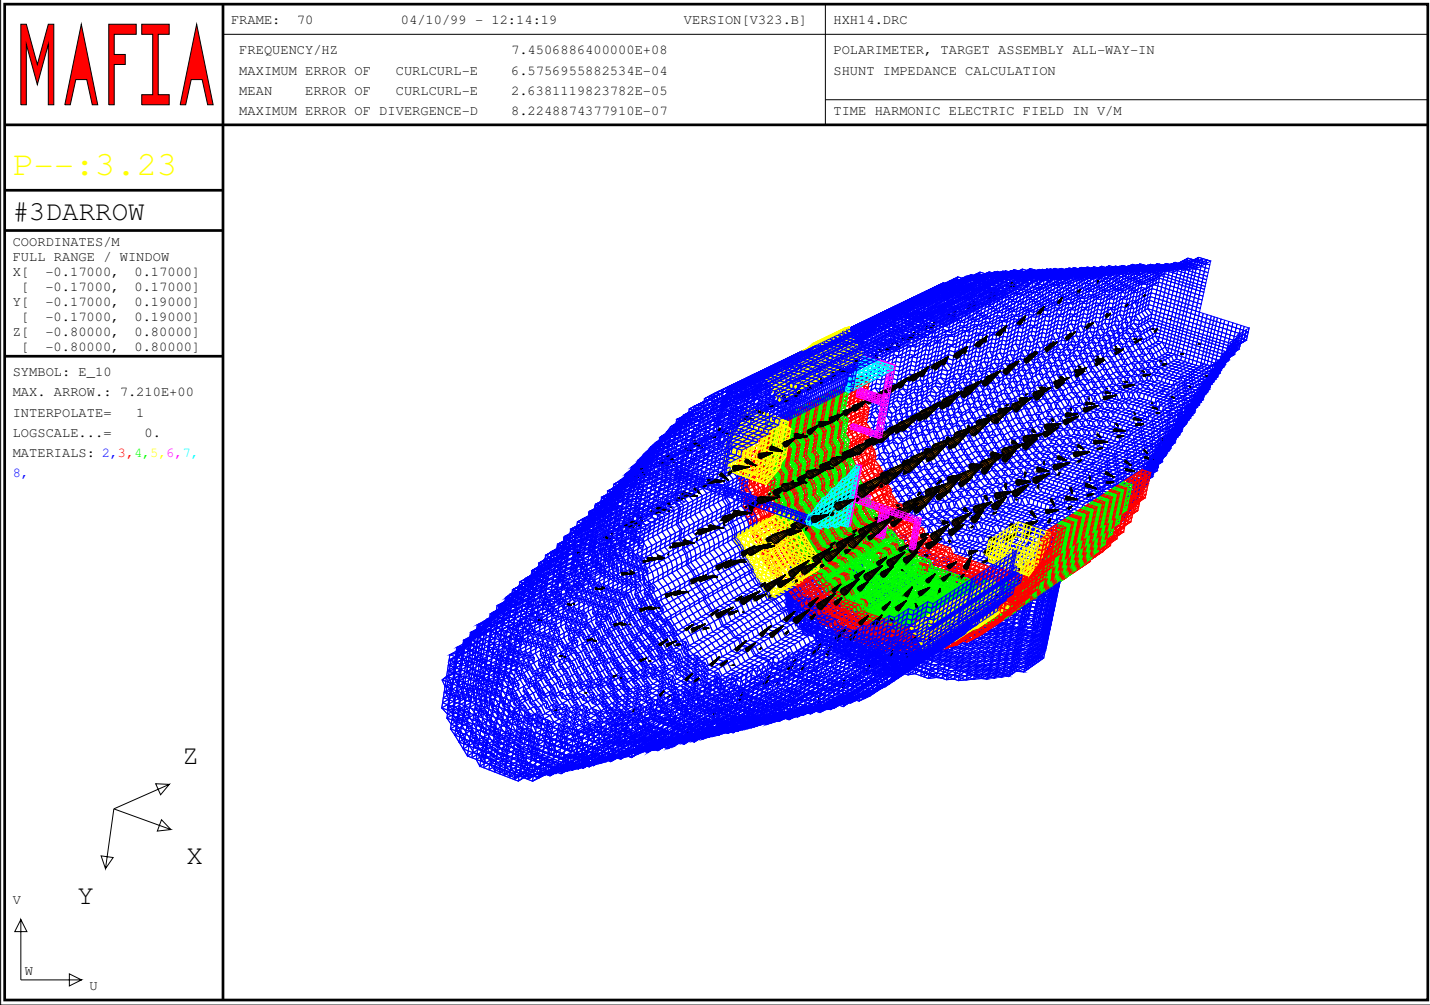 MAFIA
FRAME: 70 04/10/99 - 12:14:19 VERSION[V323.B] HXH14.DRC
FREQUENCY/HZ 7.4506886400000E+08
MAXIMUM ERROR OF CURLCURL-E 6.5756955882534E-04
MEAN ERROR OF CURLCURL-E 2.6381119823782E-05
MAXIMUM ERROR OF DIVERGENCE-D 8.2248874377910E-07
POLARIMETER, TARGET ASSEMBLY ALL-WAY-IN
SHUNT IMPEDANCE CALCULATION
TIME HARMONIC ELECTRIC FIELD IN V/M
P--:3.23
#3DARROW
COORDINATES/M
FULL RANGE / WINDOW
X[ -0.17000, 0.17000]
[ -0.17000, 0.17000]
Y[ -0.17000, 0.19000]
[ -0.17000, 0.19000]
Z[ -0.80000, 0.80000]
[ -0.80000, 0.80000]
SYMBOL: E_10
MAX. ARROW.: 7.210E+00
INTERPOLATE= 1
LOGSCALE...= 0.
MATERIALS: 2,3,4,5,6,7,
8,
Z
X
Y
V
W
U